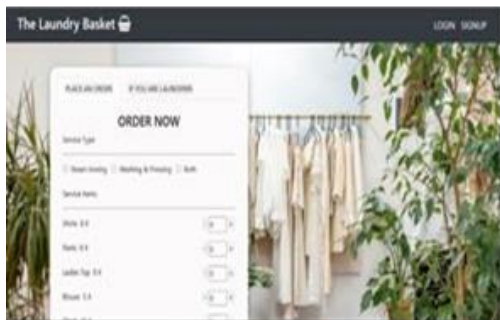 The Laundry Basket
LOGIN SIGNUP
PLACE AN ORDER IF YOU ARE LAUNDERER
ORDER NOW
Service Type
Steam Ironing Washing & Pressing Both
Service Items
Shirts
Pants
Ladies Top
Blouse